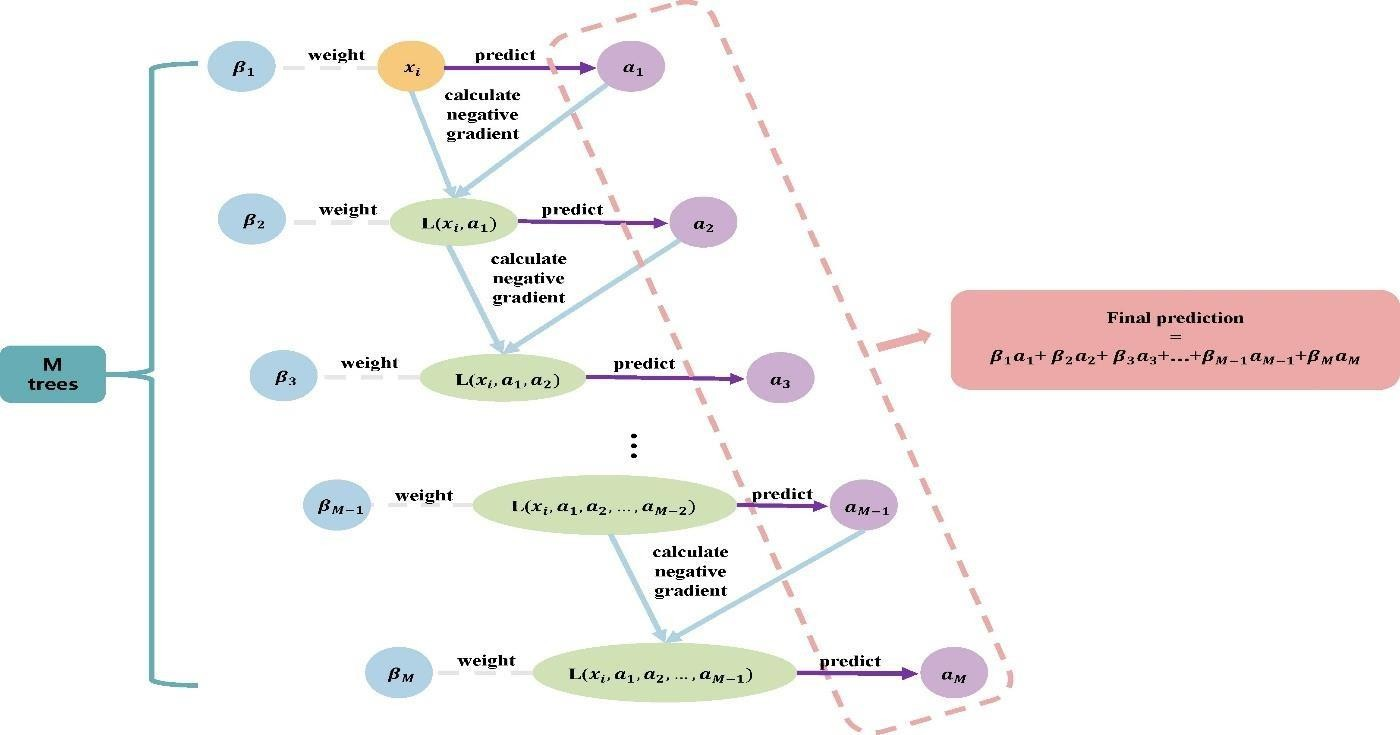 β₁ weight xᵢ predict a₁
calculate
negative
gradient
β₂ weight L(xᵢ, a₁) predict a₂
calculate
negative
gradient
M
trees
β₃ weight L(xᵢ, a₁, a₂) predict a₃
Final prediction
=
β₁a₁+ β₂a₂+ β₃a₃+...+βM−1aM−1+βMaM
⋮
βM−1 weight L(xᵢ, a₁, a₂, ..., aM−2) predict aM−1
calculate
negative
gradient
βM weight L(xᵢ, a₁, a₂, ..., aM−1) predict aM